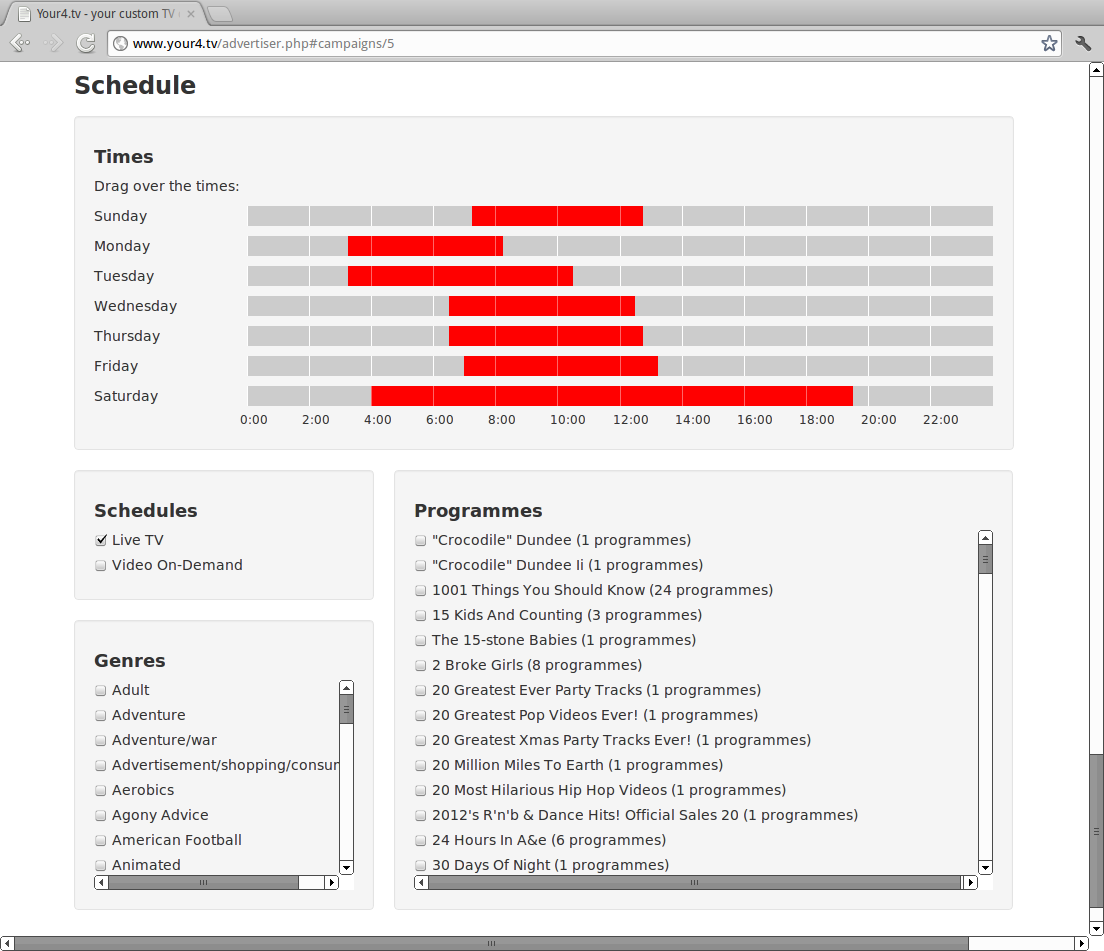 Your4.tv - your custom TV
www.your4.tv/advertiser.php#campaigns/5
Schedule
Times
Drag over the times:
Sunday
Monday
Tuesday
Wednesday
Thursday
Friday
Saturday
0:00 2:00 4:00 6:00 8:00 10:00 12:00 14:00 16:00 18:00 20:00 22:00
Schedules
Live TV
Video On-Demand
Genres
Adult
Adventure
Adventure/war
Advertisement/shopping/consur
Aerobics
Agony Advice
American Football
Animated
Programmes
"Crocodile" Dundee (1 programmes)
"Crocodile" Dundee Ii (1 programmes)
1001 Things You Should Know (24 programmes)
15 Kids And Counting (3 programmes)
The 15-stone Babies (1 programmes)
2 Broke Girls (8 programmes)
20 Greatest Ever Party Tracks (1 programmes)
20 Greatest Pop Videos Ever! (1 programmes)
20 Greatest Xmas Party Tracks Ever! (1 programmes)
20 Million Miles To Earth (1 programmes)
20 Most Hilarious Hip Hop Videos (1 programmes)
2012's R'n'b & Dance Hits! Official Sales 20 (1 programmes)
24 Hours In A&e (6 programmes)
30 Days Of Night (1 programmes)